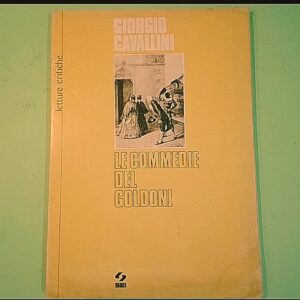 GIORGIO
CAVALLINI
letture critiche
LE COMMEDIE
DEL
GOLDONI